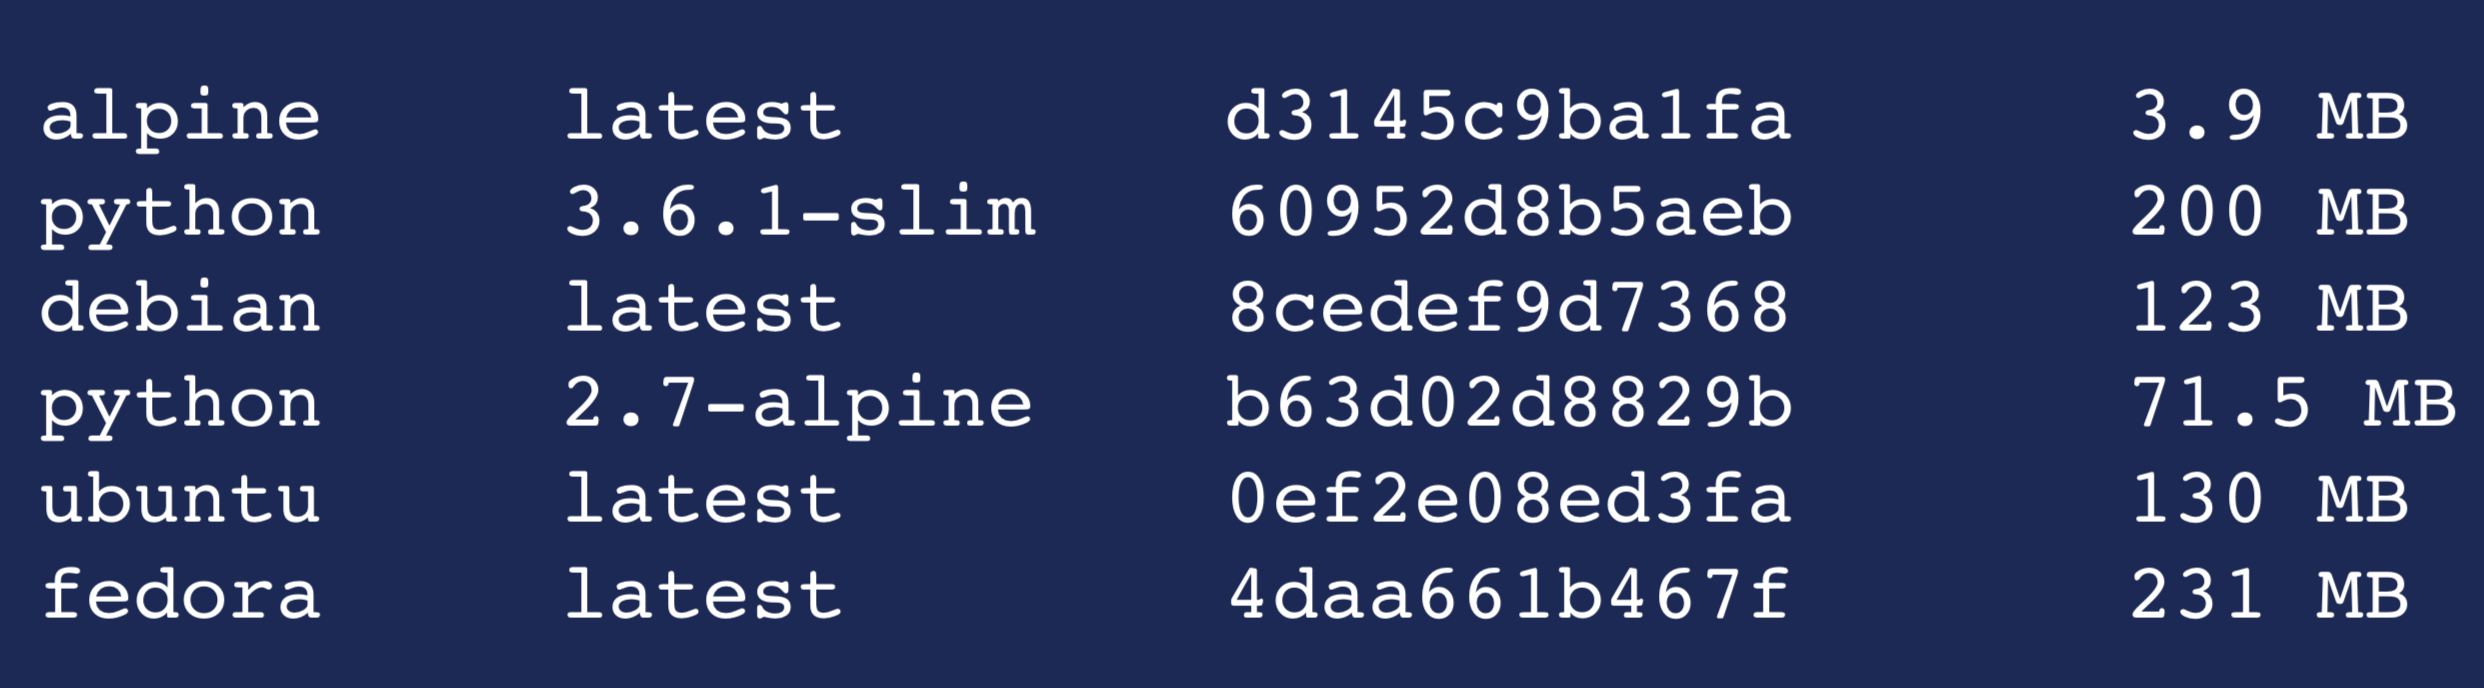 alpine latest d3145c9ba1fa 3.9 MB
python 3.6.1-slim 60952d8b5aeb 200 MB
debian latest 8cedef9d7368 123 MB
python 2.7-alpine b63d02d8829b 71.5 MB
ubuntu latest 0ef2e08ed3fa 130 MB
fedora latest 4daa661b467f 231 MB